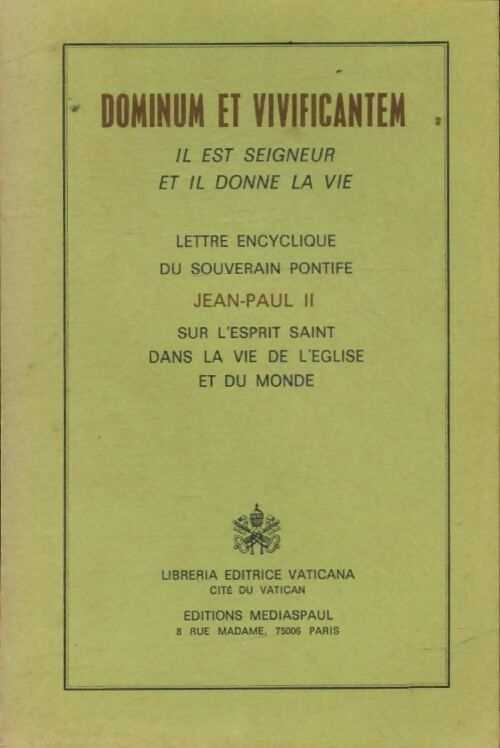 DOMINUM ET VIVIFICANTEM
IL EST SEIGNEUR
ET IL DONNE LA VIE
LETTRE ENCYCLIQUE
DU SOUVERAIN PONTIFE
JEAN-PAUL II
SUR L'ESPRIT SAINT
DANS LA VIE DE L'EGLISE
ET DU MONDE
LIBRERIA EDITRICE VATICANA
CITÉ DU VATICAN
EDITIONS MEDIASPAUL
8 RUE MADAME, 75006 PARIS